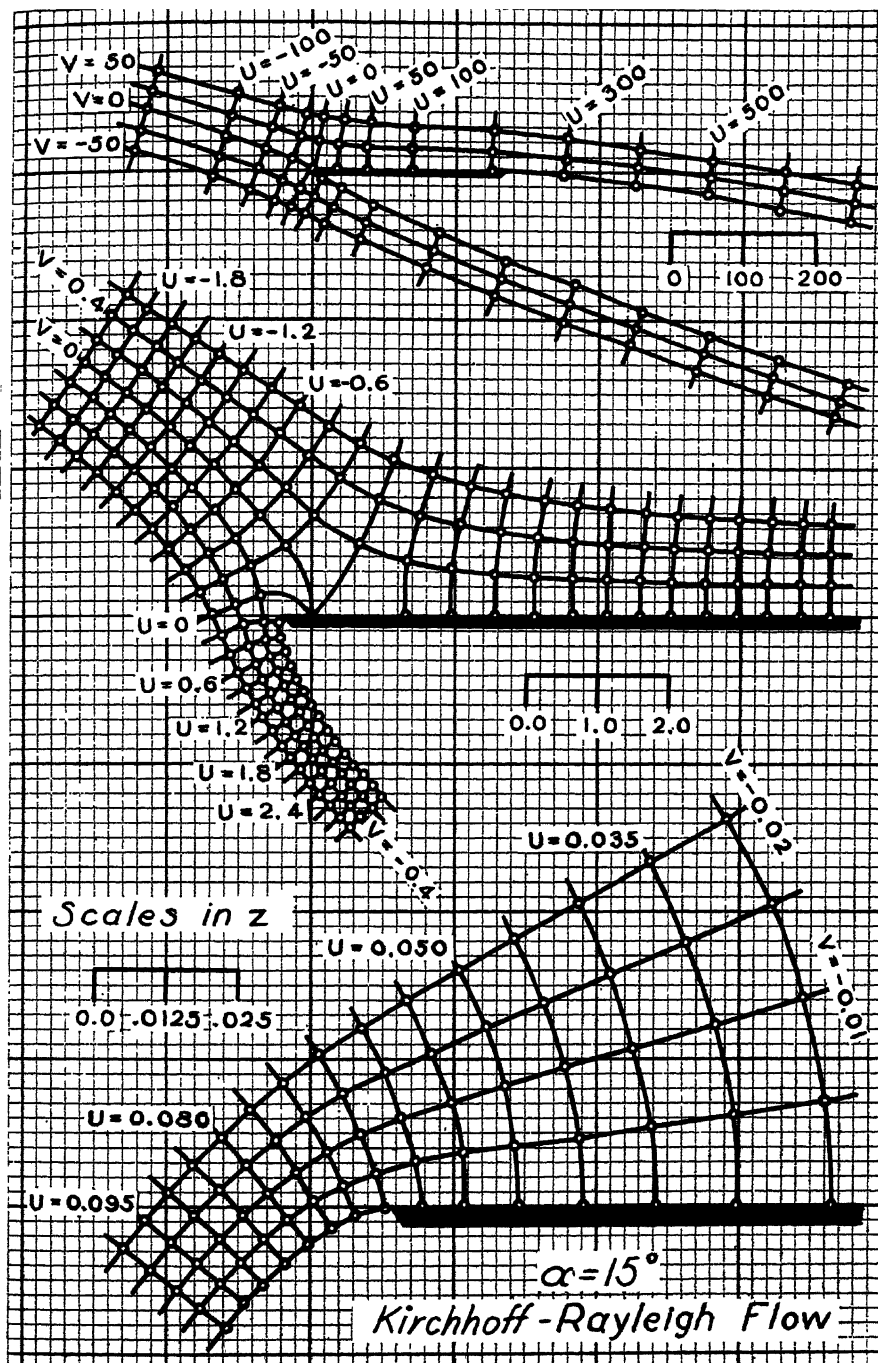 V=50
U=-100
U=-50
U=0
U=50
U=100
U=300
U=500
V=0
V=-50
0 100 200
V=0.4
U=-1.8
U=-1.2
V=0
U=-0.6
U=0
U=0.6
U=1.2
U=1.8
U=2.4
0.0 1.0 2.0
V=-0.4
V=-0.02
U=0.035
Scales in z
U=0.050
V=-0.01
0.0 .0125 .025
U=0.080
U=0.095
α=15°
Kirchhoff-Rayleigh Flow